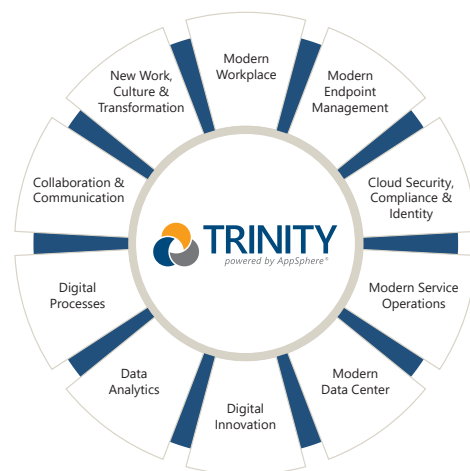 Modern
Workplace
Modern
Endpoint
Management
Cloud Security,
Compliance &
Identity
Modern Service
Operations
Modern
Data Center
Digital
Innovation
Data
Analytics
Digital
Processes
Collaboration &
Communication
New Work,
Culture &
Transformation
TRINITY
powered by AppSphere®